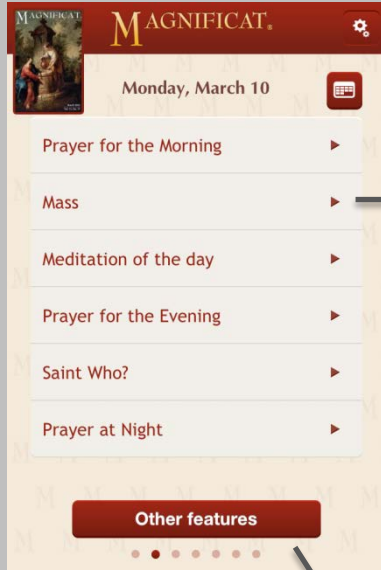 MAGNIFICAT
MAGNIFICAT®
Monday, March 10
Prayer for the Morning
Mass
Meditation of the day
Prayer for the Evening
Saint Who?
Prayer at Night
Other features